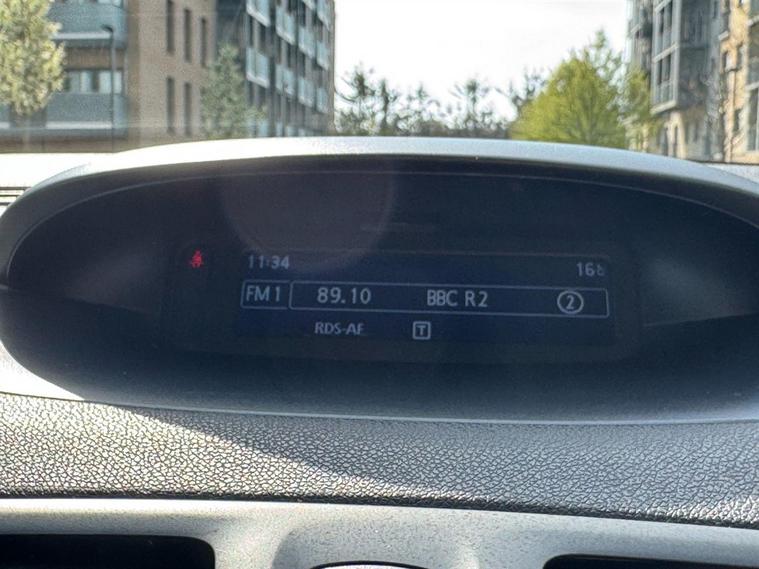 11:34 16°
FM1 89.10 BBC R2 2
RDS-AF T